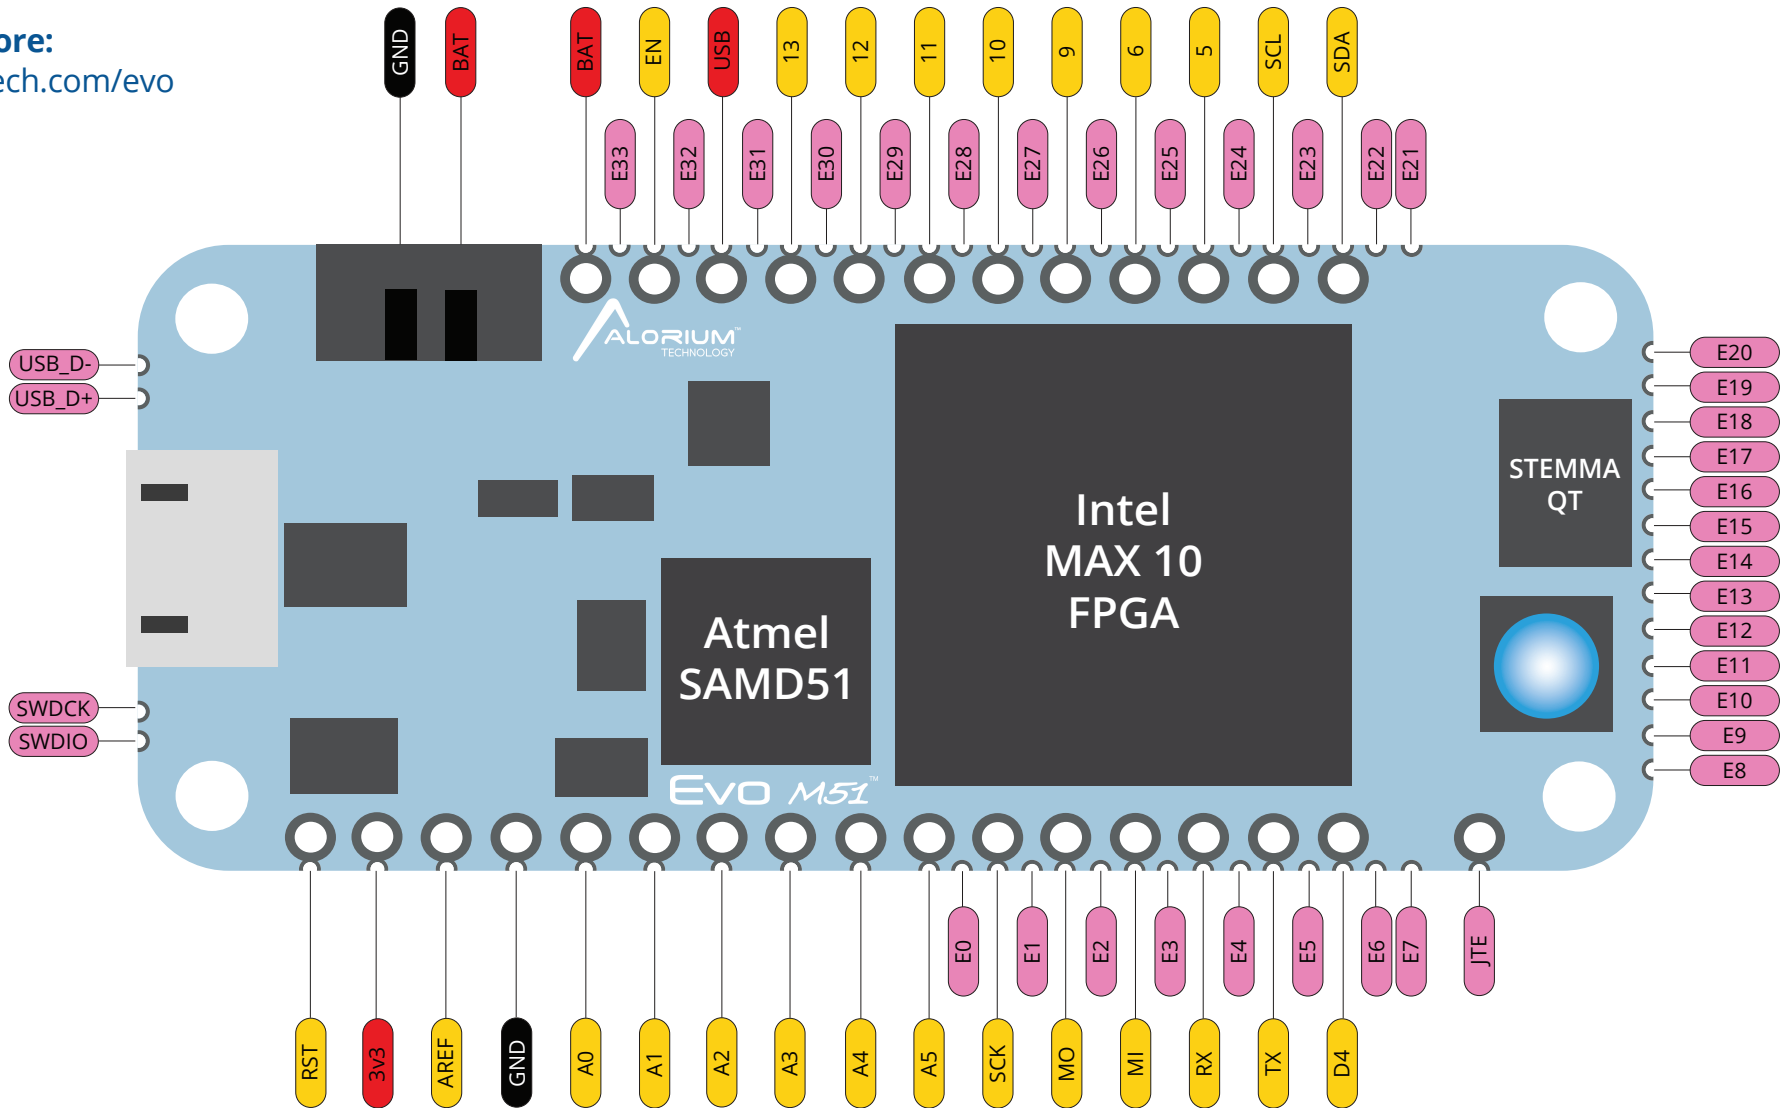 ore:
ech.com/evo
GND
BAT
BAT
EN
USB
13
12
11
10
9
6
5
SCL
SDA
E33
E32
E31
E30
E29
E28
E27
E26
E25
E24
E23
E22
E21
ALORIUM™
TECHNOLOGY
USB_D-
USB_D+
SWDCK
SWDIO
Atmel
SAMD51
Intel
MAX 10
FPGA
STEMMA
QT
EVO M51™
E20
E19
E18
E17
E16
E15
E14
E13
E12
E11
E10
E9
E8
E0
E1
E2
E3
E4
E5
E6
E7
JTE
RST
3v3
AREF
GND
A0
A1
A2
A3
A4
A5
SCK
MO
MI
RX
TX
D4